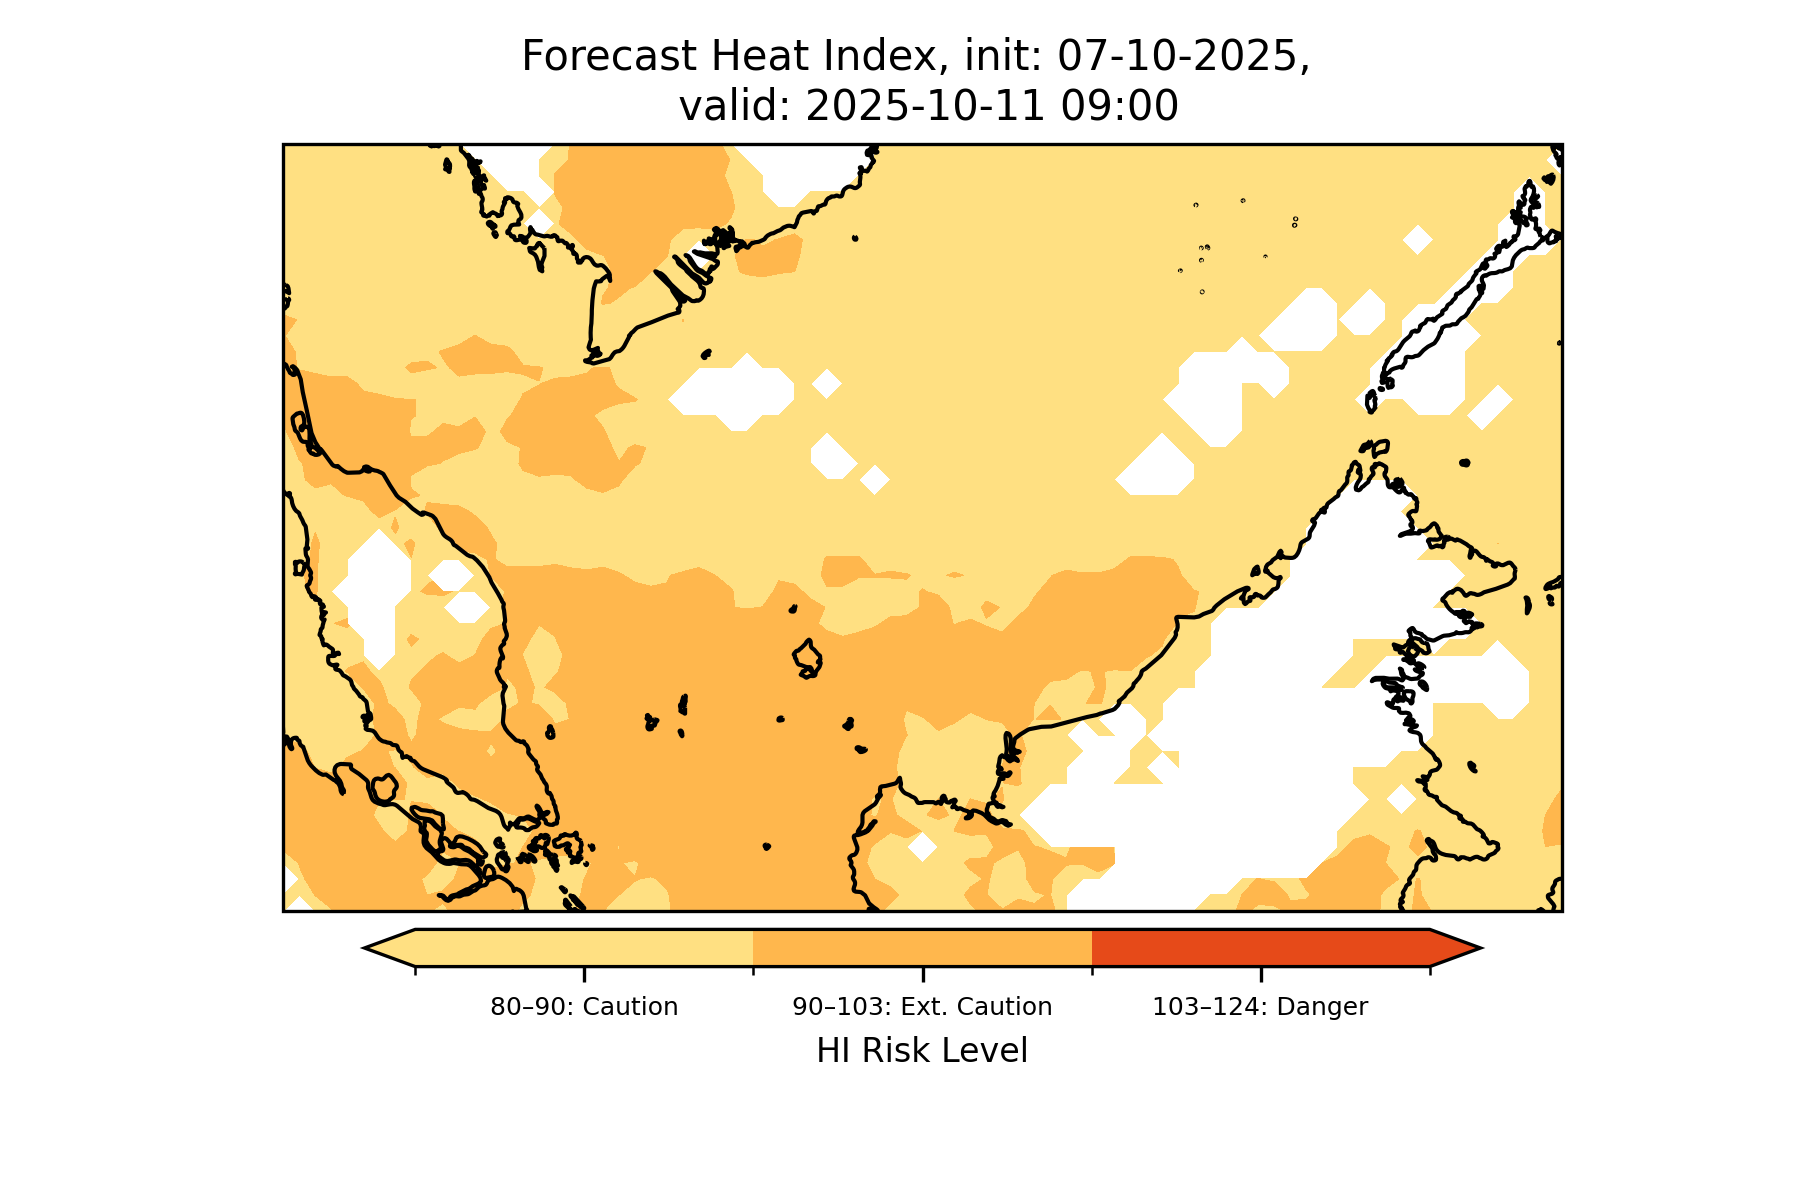 Forecast Heat Index, init: 07-10-2025,
valid: 2025-10-11 09:00
80–90: Caution
90–103: Ext. Caution
103–124: Danger
HI Risk Level